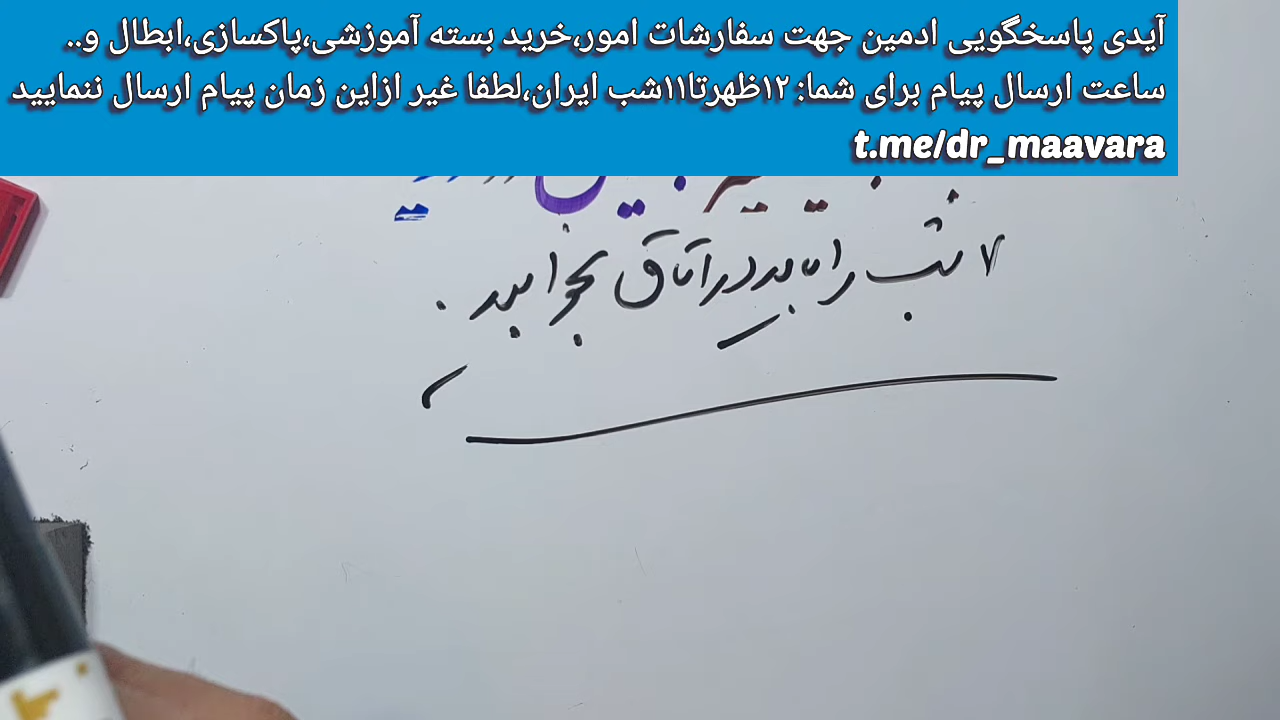 آیدی پاسخگویی ادمین جهت سفارشات امور،خرید بسته آموزشی،پاکسازی،ابطال و..
ساعت ارسال پیام برای شما: ۱۲ظهرتا۱۱شب ایران،لطفا غیر ازاین زمان پیام ارسال ننمایید
t.me/dr_maavara
۷ شب را باید در اتاق بخوابید .